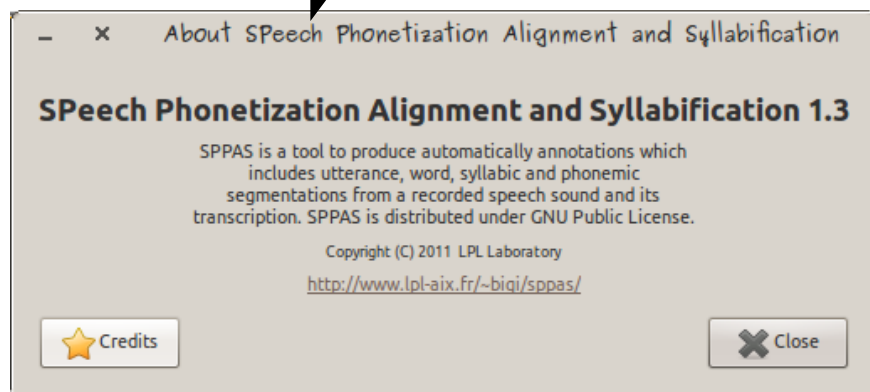 About SPeech Phonetization Alignment and Syllabification
SPeech Phonetization Alignment and Syllabification 1.3
SPPAS is a tool to produce automatically annotations which
includes utterance, word, syllabic and phonemic
segmentations from a recorded speech sound and its
transcription. SPPAS is distributed under GNU Public License.
Copyright (C) 2011 LPL Laboratory
http://www.lpl-aix.fr/~bigi/sppas/
Credits
Close